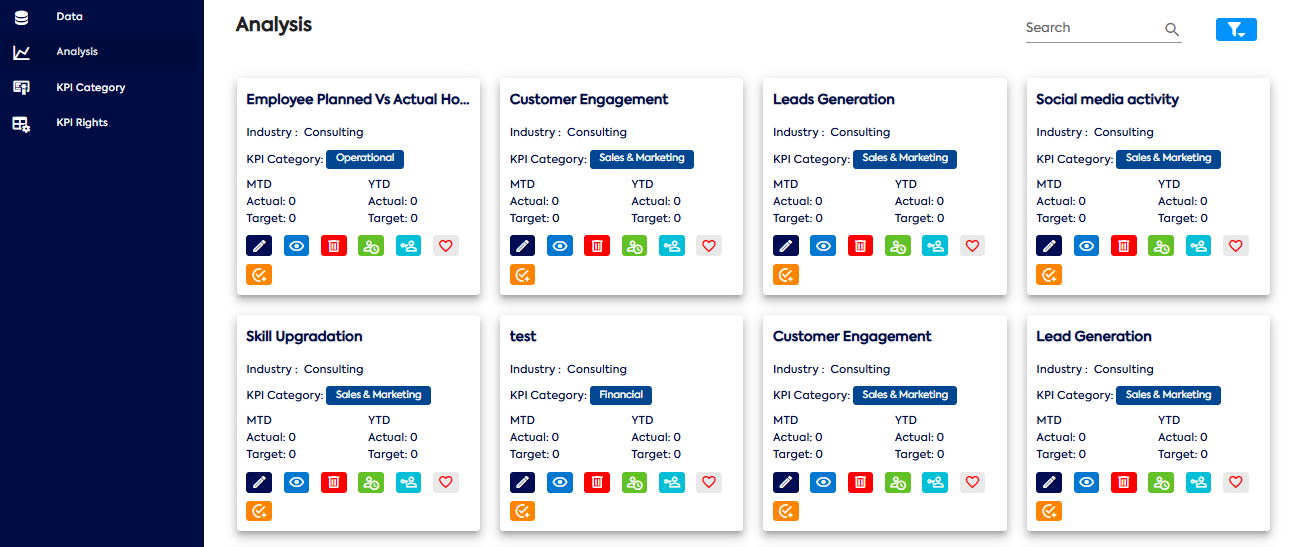 Data
Analysis
KPI Category
KPI Rights
Analysis
Search
Employee Planned Vs Actual Ho...
Industry : Consulting
KPI Category: Operational
MTD YTD
Actual: 0 Actual: 0
Target: 0 Target: 0
Customer Engagement
Industry : Consulting
KPI Category: Sales & Marketing
MTD YTD
Actual: 0 Actual: 0
Target: 0 Target: 0
Leads Generation
Industry : Consulting
KPI Category: Sales & Marketing
MTD YTD
Actual: 0 Actual: 0
Target: 0 Target: 0
Social media activity
Industry : Consulting
KPI Category: Sales & Marketing
MTD YTD
Actual: 0 Actual: 0
Target: 0 Target: 0
Skill Upgradation
Industry : Consulting
KPI Category: Sales & Marketing
MTD YTD
Actual: 0 Actual: 0
Target: 0 Target: 0
test
Industry : Consulting
KPI Category: Financial
MTD YTD
Actual: 0 Actual: 0
Target: 0 Target: 0
Customer Engagement
Industry : Consulting
KPI Category: Sales & Marketing
MTD YTD
Actual: 0 Actual: 0
Target: 0 Target: 0
Lead Generation
Industry : Consulting
KPI Category: Sales & Marketing
MTD YTD
Actual: 0 Actual: 0
Target: 0 Target: 0